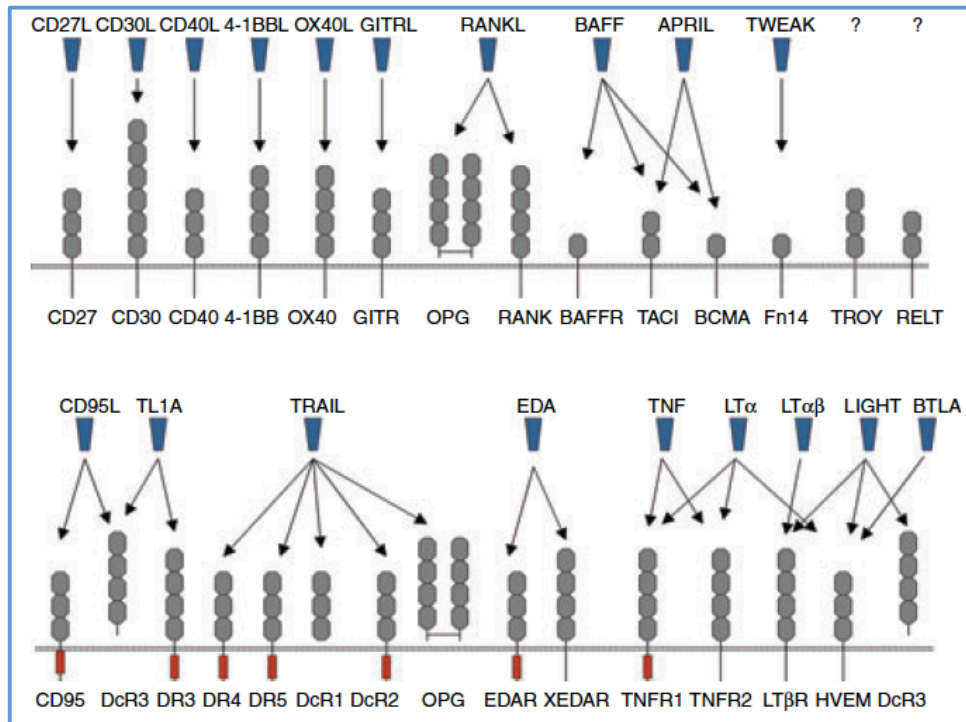 CD27L CD30L CD40L 4-1BBL OX40L GITRL RANKL BAFF APRIL TWEAK ? ?
CD27 CD30 CD40 4-1BB OX40 GITR OPG RANK BAFFR TACI BCMA Fn14 TROY RELT
CD95L TL1A TRAIL EDA TNF LTα LTαβ LIGHT BTLA
CD95 DcR3 DR3 DR4 DR5 DcR1 DcR2 OPG EDAR XEDAR TNFR1 TNFR2 LTβR HVEM DcR3